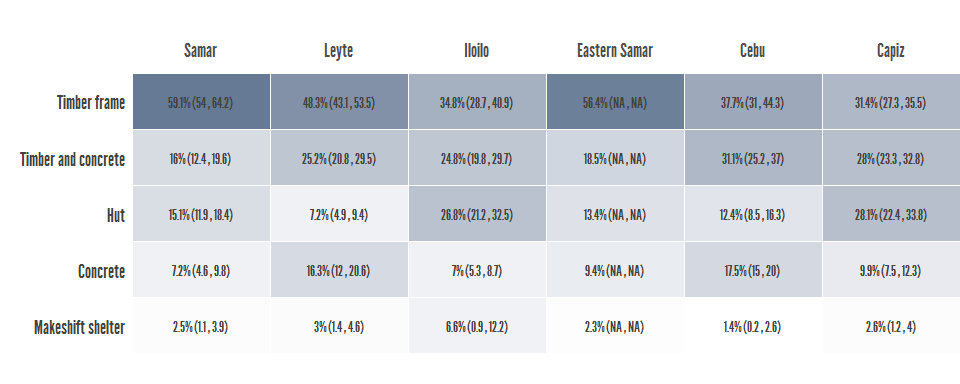 Samar Leyte Iloilo Eastern Samar Cebu Capiz
Timber frame 59.1% (54 , 64.2) 48.3% (43.1 , 53.5) 34.8% (28.7 , 40.9) 56.4% (NA , NA) 37.7% (31 , 44.3) 31.4% (27.3 , 35.5)
Timber and concrete 16% (12.4 , 19.6) 25.2% (20.8 , 29.5) 24.8% (19.8 , 29.7) 18.5% (NA , NA) 31.1% (25.2 , 37) 28% (23.3 , 32.8)
Hut 15.1% (11.9 , 18.4) 7.2% (4.9 , 9.4) 26.8% (21.2 , 32.5) 13.4% (NA , NA) 12.4% (8.5 , 16.3) 28.1% (22.4 , 33.8)
Concrete 7.2% (4.6 , 9.8) 16.3% (12 , 20.6) 7% (5.3 , 8.7) 9.4% (NA , NA) 17.5% (15 , 20) 9.9% (7.5 , 12.3)
Makeshift shelter 2.5% (1.1 , 3.9) 3% (1.4 , 4.6) 6.6% (0.9 , 12.2) 2.3% (NA , NA) 1.4% (0.2 , 2.6) 2.6% (1.2 , 4)